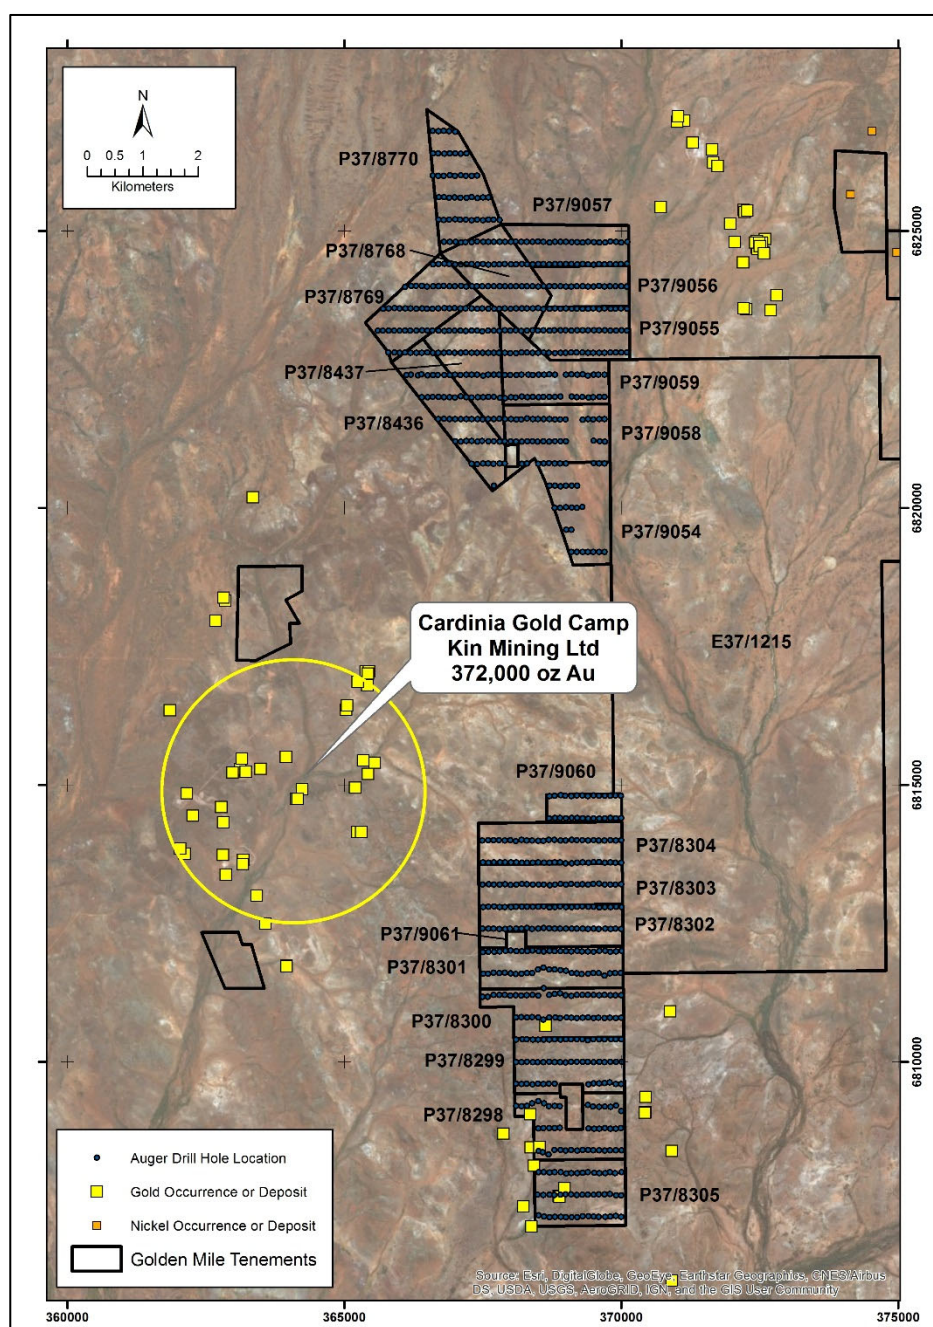 N
0 0.5 1 2
Kilometers
P37/8770
P37/9057
P37/8768
P37/8769
P37/9056
P37/9055
P37/8437
P37/9059
P37/8436
P37/9058
P37/9054
Cardinia Gold Camp
Kin Mining Ltd
372,000 oz Au
E37/1215
P37/9060
P37/8304
P37/8303
P37/8302
P37/9061
P37/8301
P37/8300
P37/8299
P37/8298
P37/8305
Auger Drill Hole Location
Gold Occurrence or Deposit
Nickel Occurrence or Deposit
Golden Mile Tenements
Source: Esri, DigitalGlobe, GeoEye, Earthstar Geographics, CNES/Airbus
DS, USDA, USGS, AeroGRID, IGN, and the GIS User Community
6825000
6820000
6815000
6810000
360000 365000 370000 375000